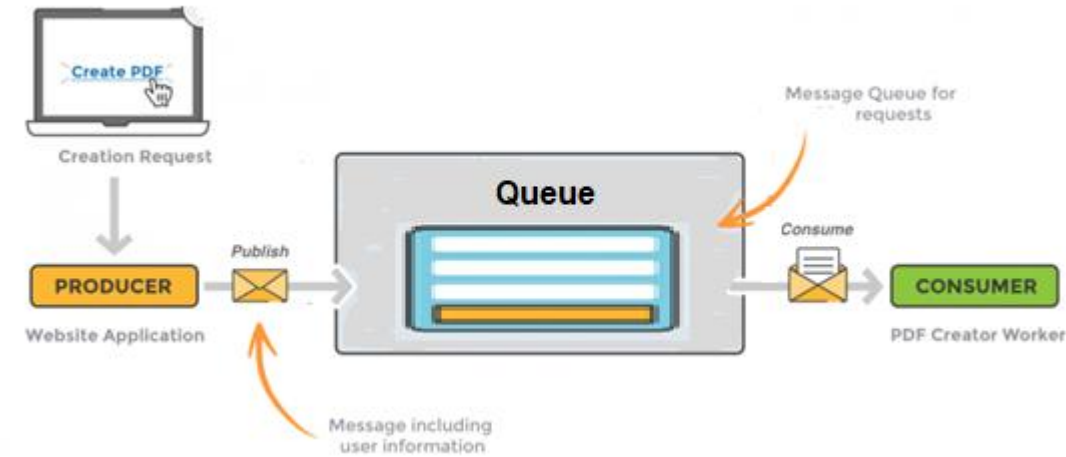 Create PDF
Creation Request
Message Queue for
requests
Queue
Publish
Consume
PRODUCER
CONSUMER
Website Application
PDF Creator Worker
Message including
user information